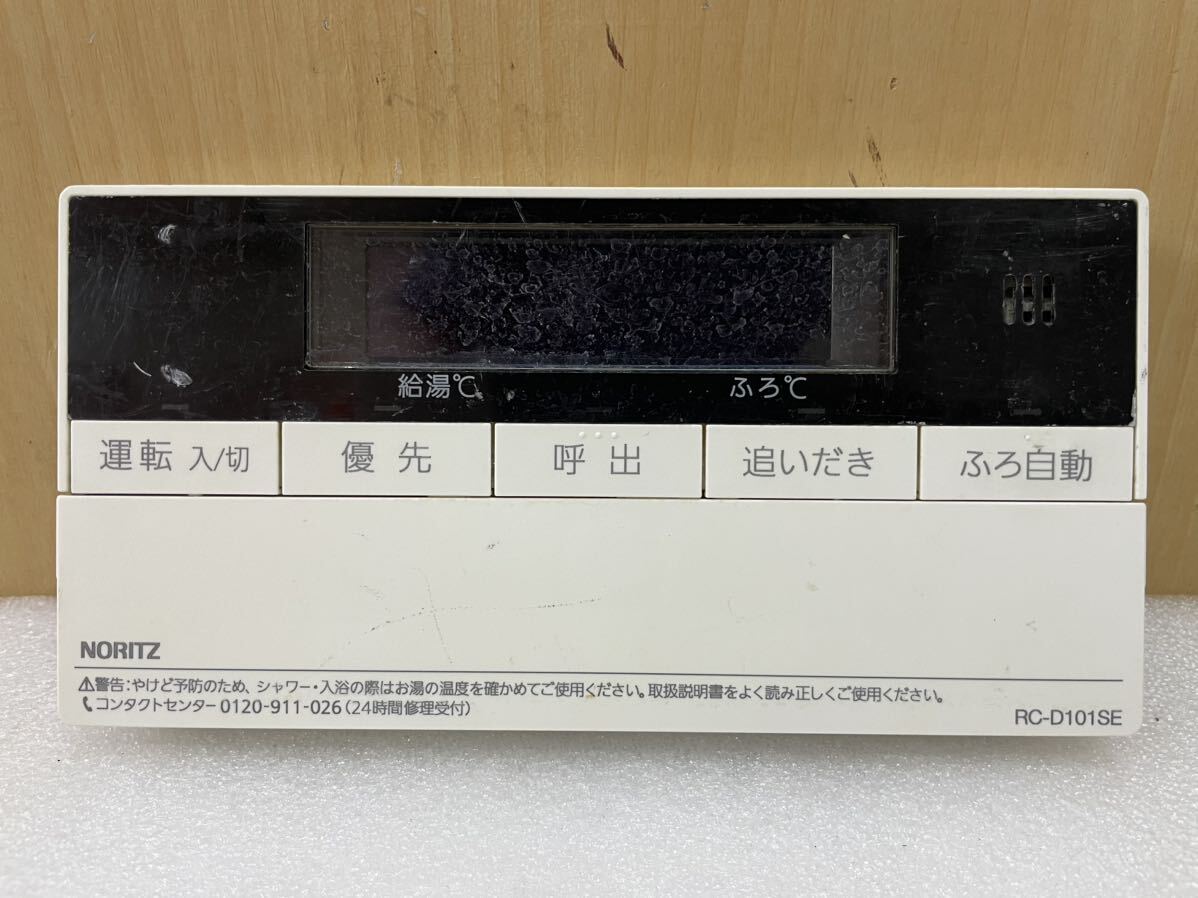 給湯℃ ふろ℃
運転 入/切 優先 呼出 追いだき ふろ自動
NORITZ
⚠警告:やけど予防のため、シャワー・入浴の際はお湯の温度を確かめてご使用ください。取扱説明書をよく読み正しくご使用ください。
コンタクトセンター 0120-911-026(24時間修理受付)
RC-D101SE